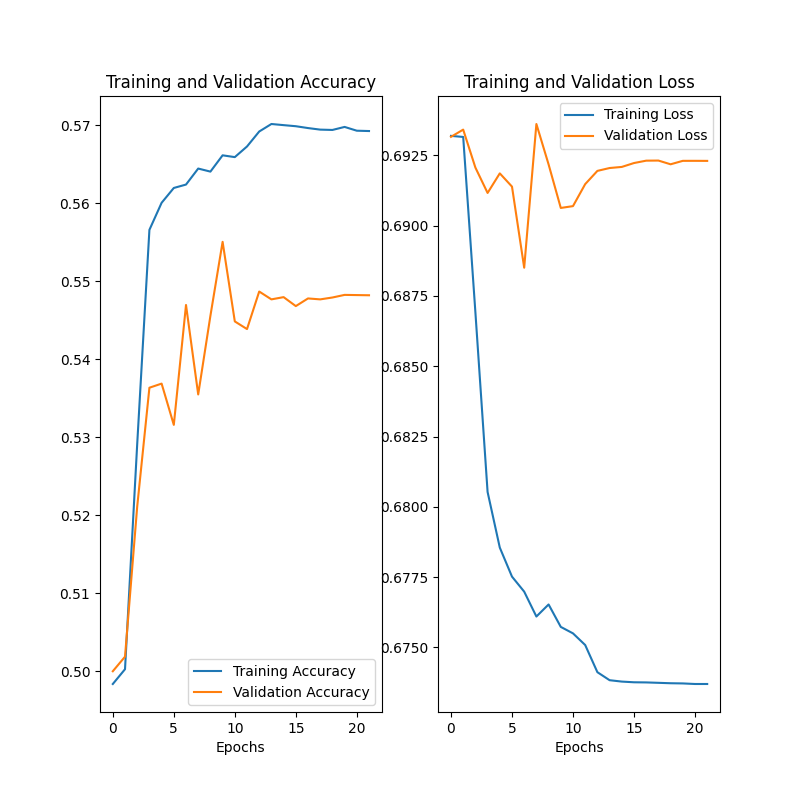 Training and Validation Accuracy
0.57
0.56
0.55
0.54
0.53
0.52
0.51
0.50
Training Accuracy
Validation Accuracy
0 5 10 15 20
Epochs
Training and Validation Loss
Training Loss
Validation Loss
0.6925
0.6900
0.6875
0.6850
0.6825
0.6800
0.6775
0.6750
0 5 10 15 20
Epochs